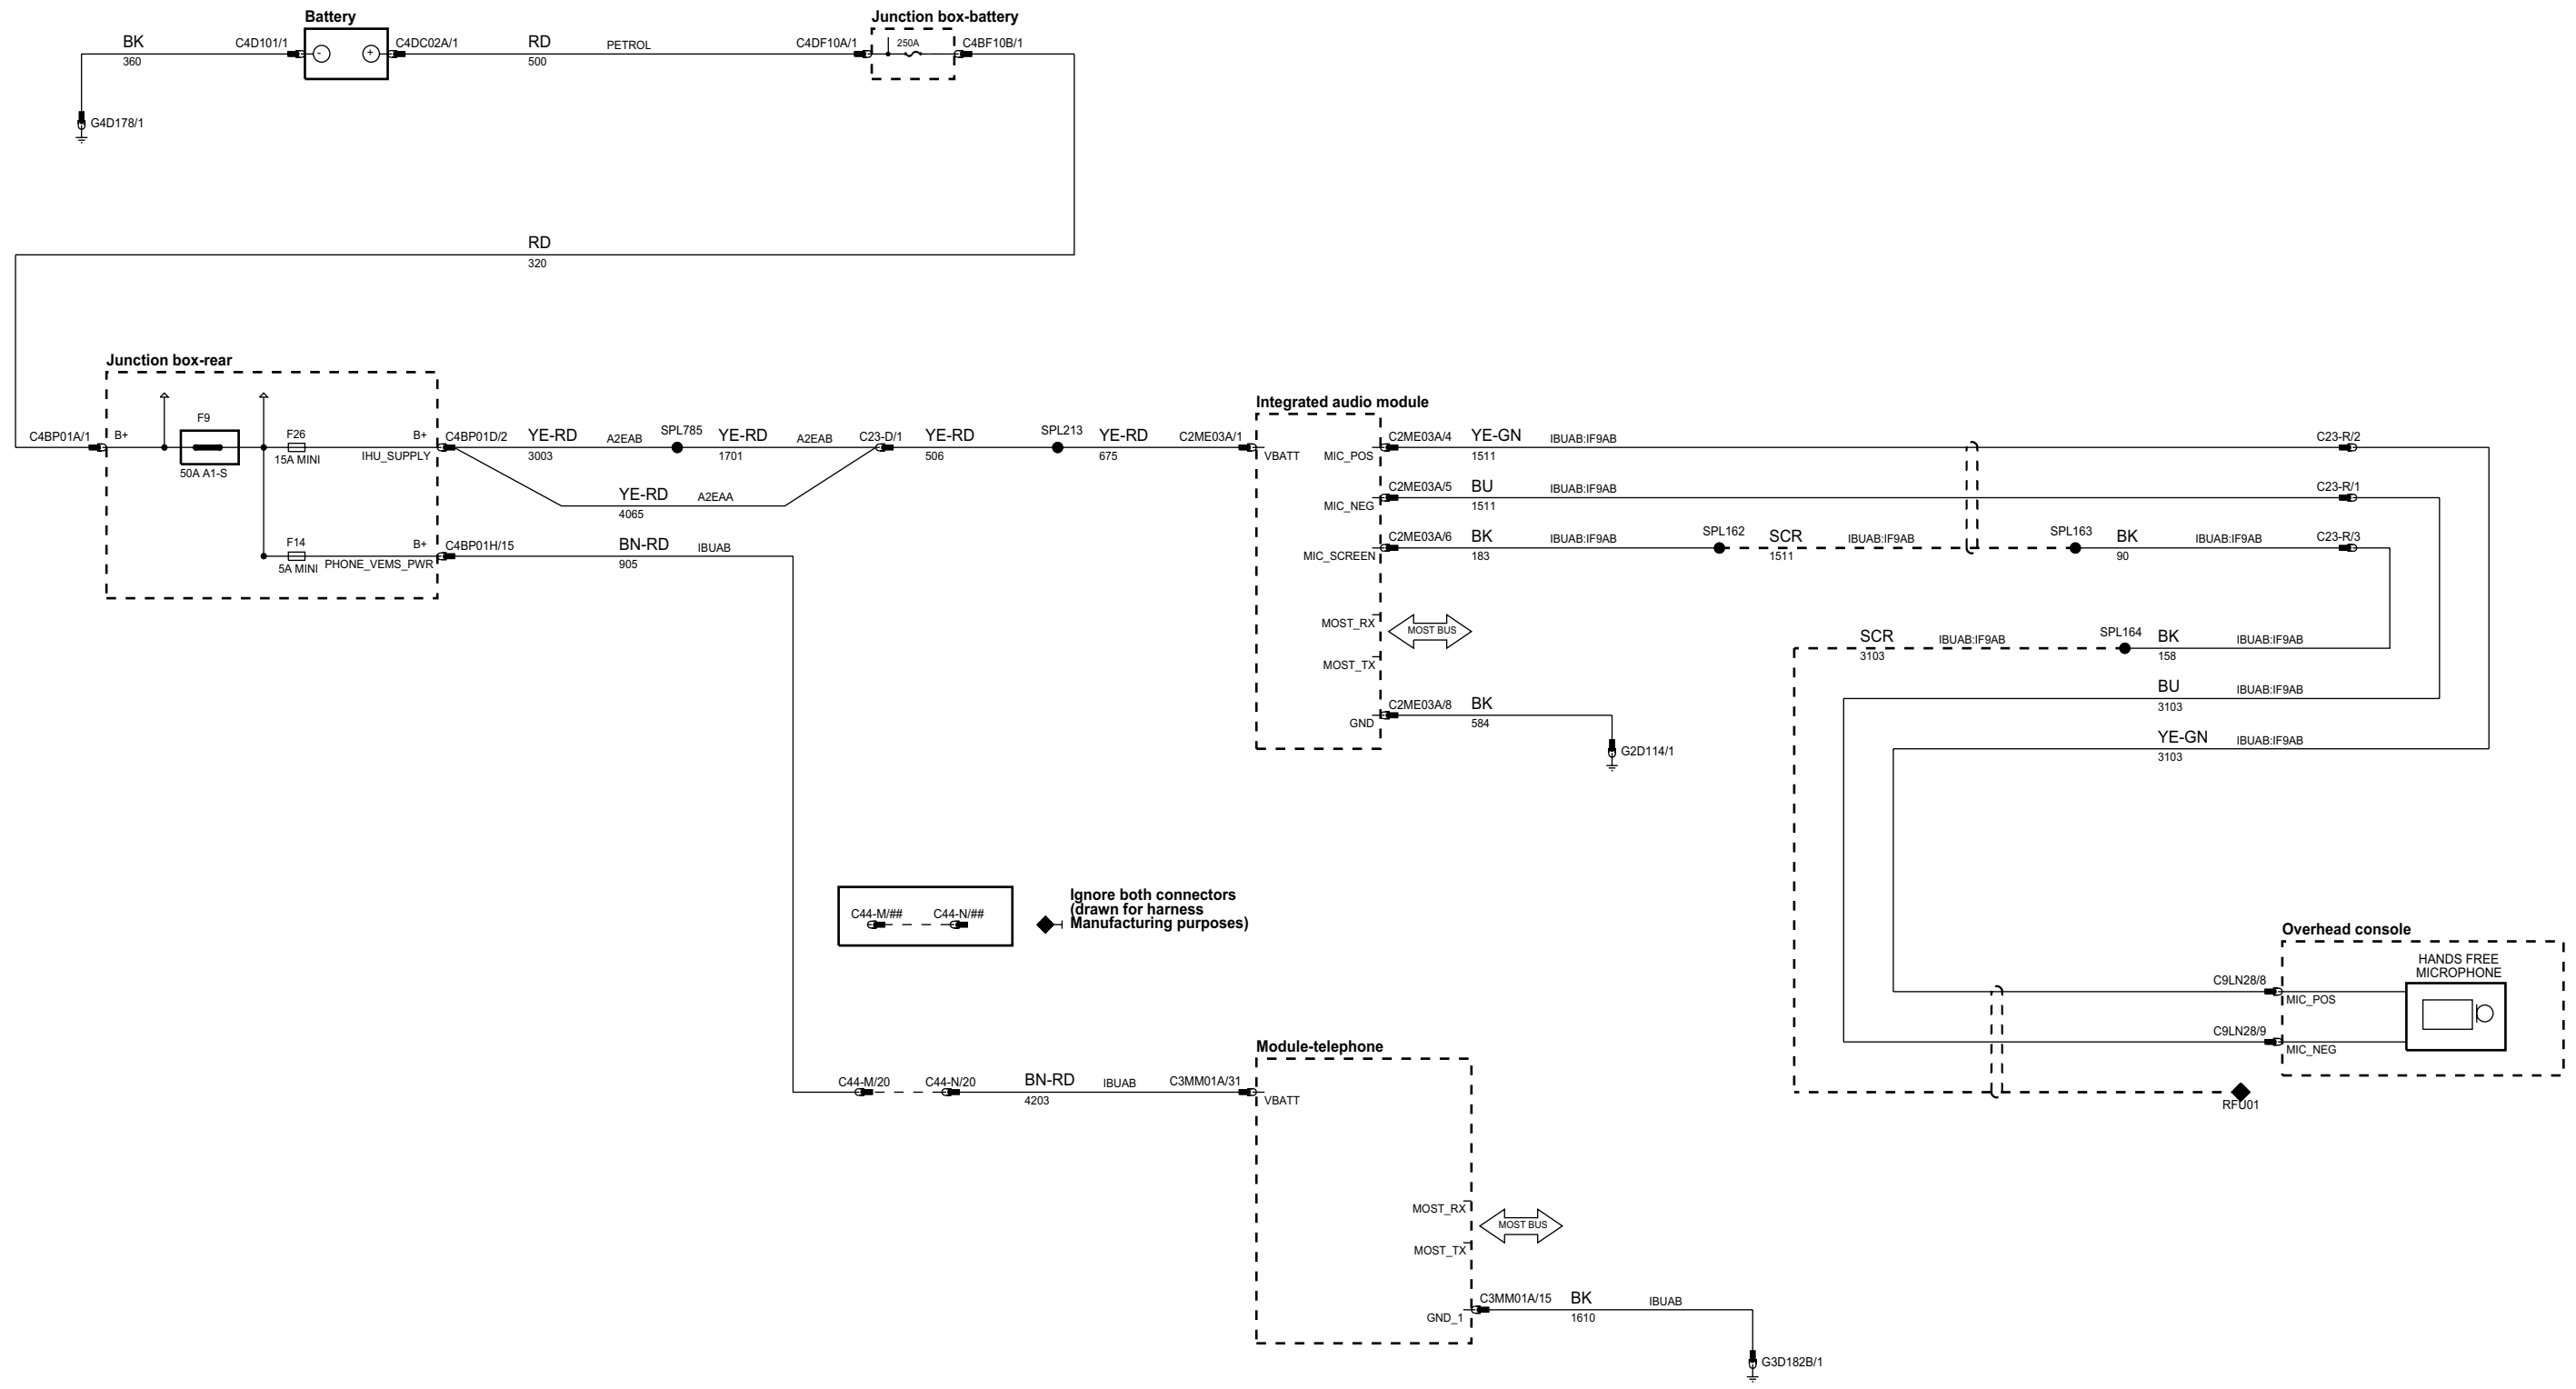 Battery
Junction box-battery
BK
360
C4D101/1
-
+
C4DC02A/1
RD
500
PETROL
C4DF10A/1
250A
C4BF10B/1
G4D178/1
RD
320
Junction box-rear
C4BP01A/1
B+
F9
50A A1-S
F26
15A MINI
B+
IHU_SUPPLY
C4BP01D/2
YE-RD
3003
A2EAB
SPL785
YE-RD
1701
A2EAB
C23-D/1
YE-RD
506
SPL213
YE-RD
675
C2ME03A/1
YE-RD
4065
A2EAA
F14
5A MINI
B+
PHONE_VEMS_PWR
C4BP01H/15
BN-RD
905
IBUAB
Integrated audio module
VBATT
MIC_POS
C2ME03A/4
YE-GN
1511
IBUAB:IF9AB
C23-R/2
MIC_NEG
C2ME03A/5
BU
1511
IBUAB:IF9AB
C23-R/1
MIC_SCREEN
C2ME03A/6
BK
183
IBUAB:IF9AB
SPL162
SCR
1511
IBUAB:IF9AB
SPL163
BK
90
IBUAB:IF9AB
C23-R/3
MOST_RX
MOST BUS
MOST_TX
SCR
3103
IBUAB:IF9AB
SPL164
BK
158
IBUAB:IF9AB
BU
3103
IBUAB:IF9AB
YE-GN
3103
IBUAB:IF9AB
GND
C2ME03A/8
BK
584
G2D114/1
C44-M/##
C44-N/##
Ignore both connectors
(drawn for harness
Manufacturing purposes)
Overhead console
HANDS FREE
MICROPHONE
C9LN28/8
MIC_POS
C9LN28/9
MIC_NEG
RFU01
Module-telephone
C44-M/20
C44-N/20
BN-RD
4203
IBUAB
C3MM01A/31
VBATT
MOST_RX
MOST BUS
MOST_TX
GND_1
C3MM01A/15
BK
1610
IBUAB
G3D182B/1